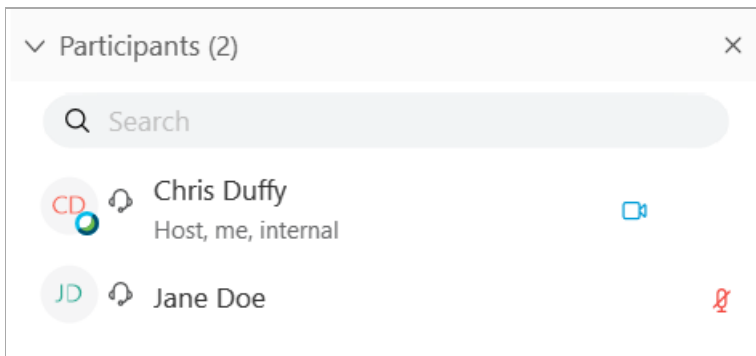 Participants (2)
Search
CD
Chris Duffy
Host, me, internal
JD
Jane Doe